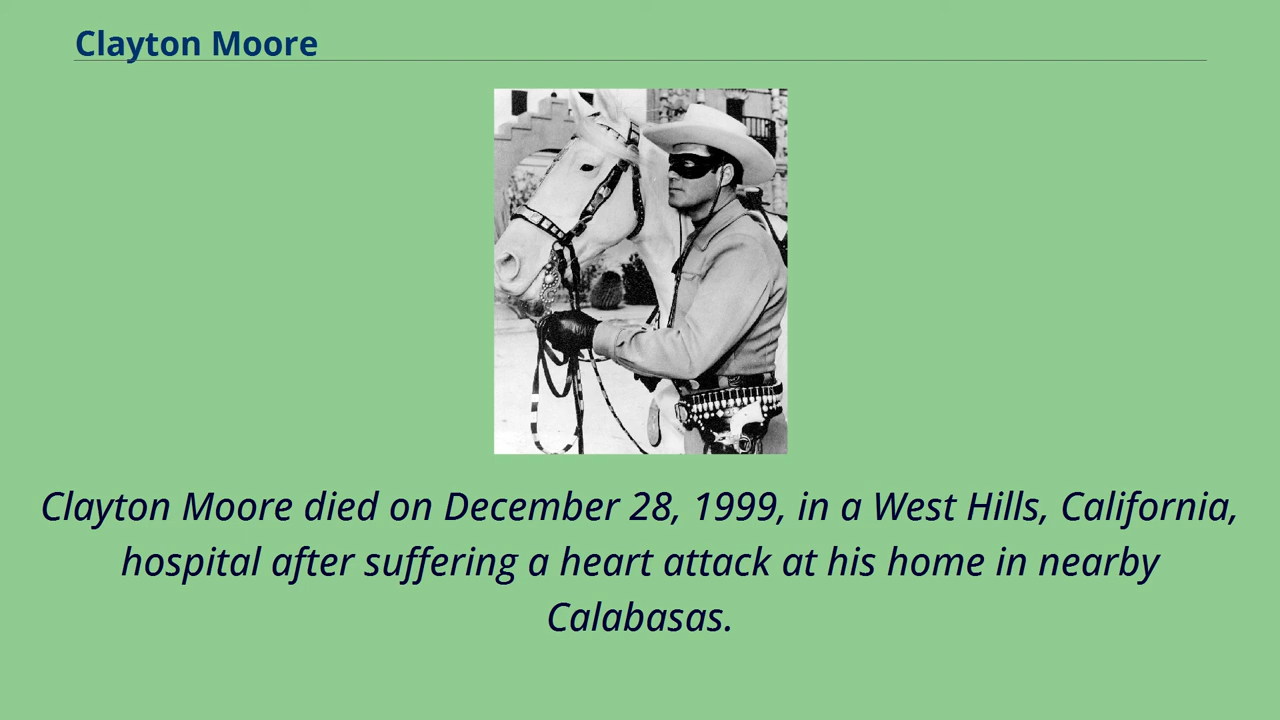 Clayton Moore
Clayton Moore died on December 28, 1999, in a West Hills, California,
hospital after suffering a heart attack at his home in nearby
Calabasas.